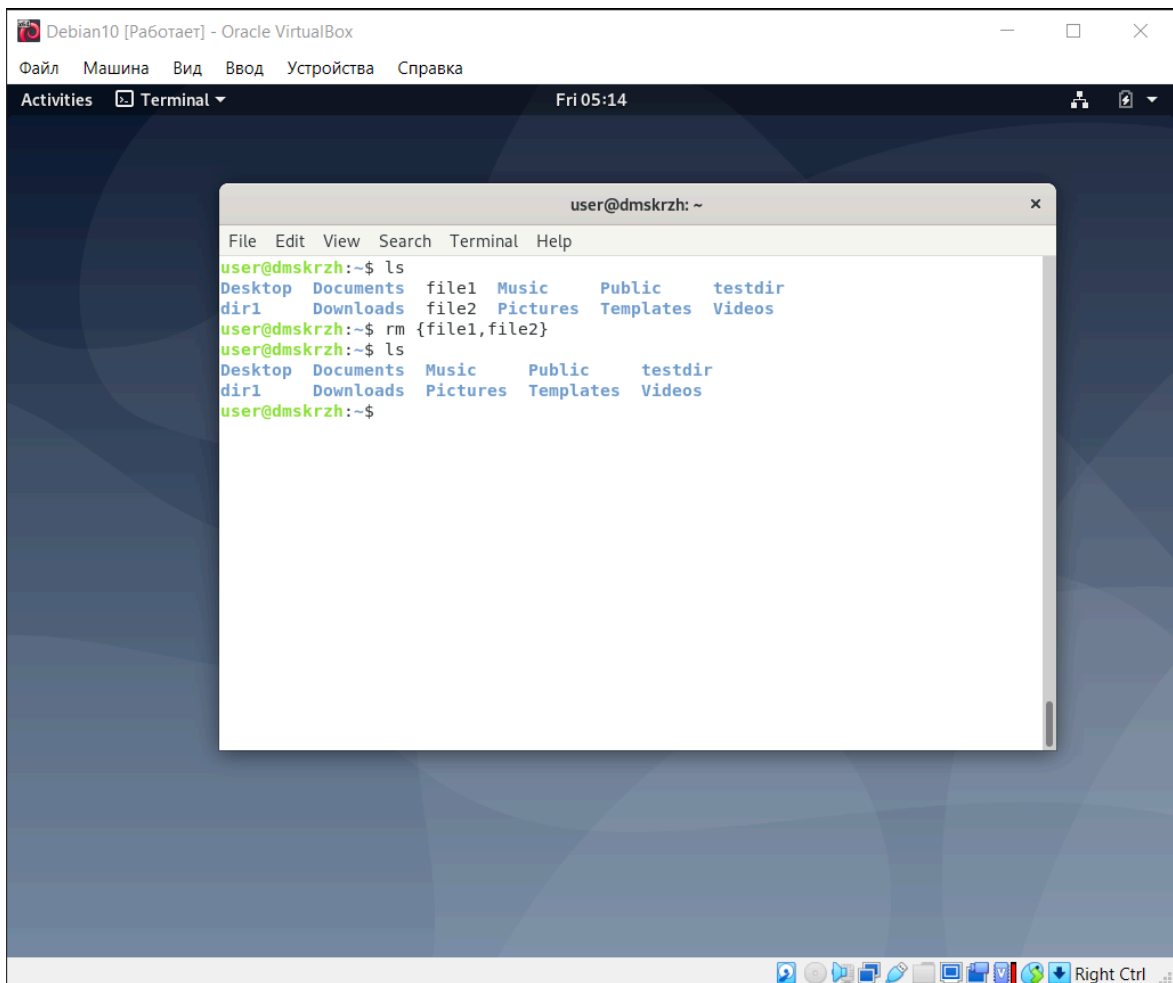 Debian10 [Работает] - Oracle VirtualBox
Файл Машина Вид Ввод Устройства Справка
Activities Terminal Fri 05:14
user@dmskrzh: ~
File Edit View Search Terminal Help
user@dmskrzh:~$ ls
Desktop Documents file1 Music Public testdir
dir1 Downloads file2 Pictures Templates Videos
user@dmskrzh:~$ rm {file1,file2}
user@dmskrzh:~$ ls
Desktop Documents Music Public testdir
dir1 Downloads Pictures Templates Videos
user@dmskrzh:~$
Right Ctrl